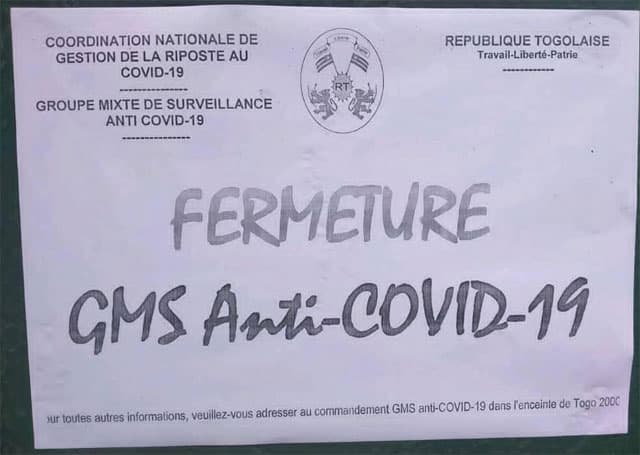 COORDINATION NATIONALE DE
GESTION DE LA RIPOSTE AU
COVID-19
---------------
GROUPE MIXTE DE SURVEILLANCE
ANTI COVID-19
---------------
RT
REPUBLIQUE TOGOLAISE
Travail-Liberté-Patrie
------------
FERMETURE
GMS Anti-COVID-19
toutes autres informations, veuillez-vous adresser au commandement GMS anti-COVID-19 dans l'enceinte de Togo 2000